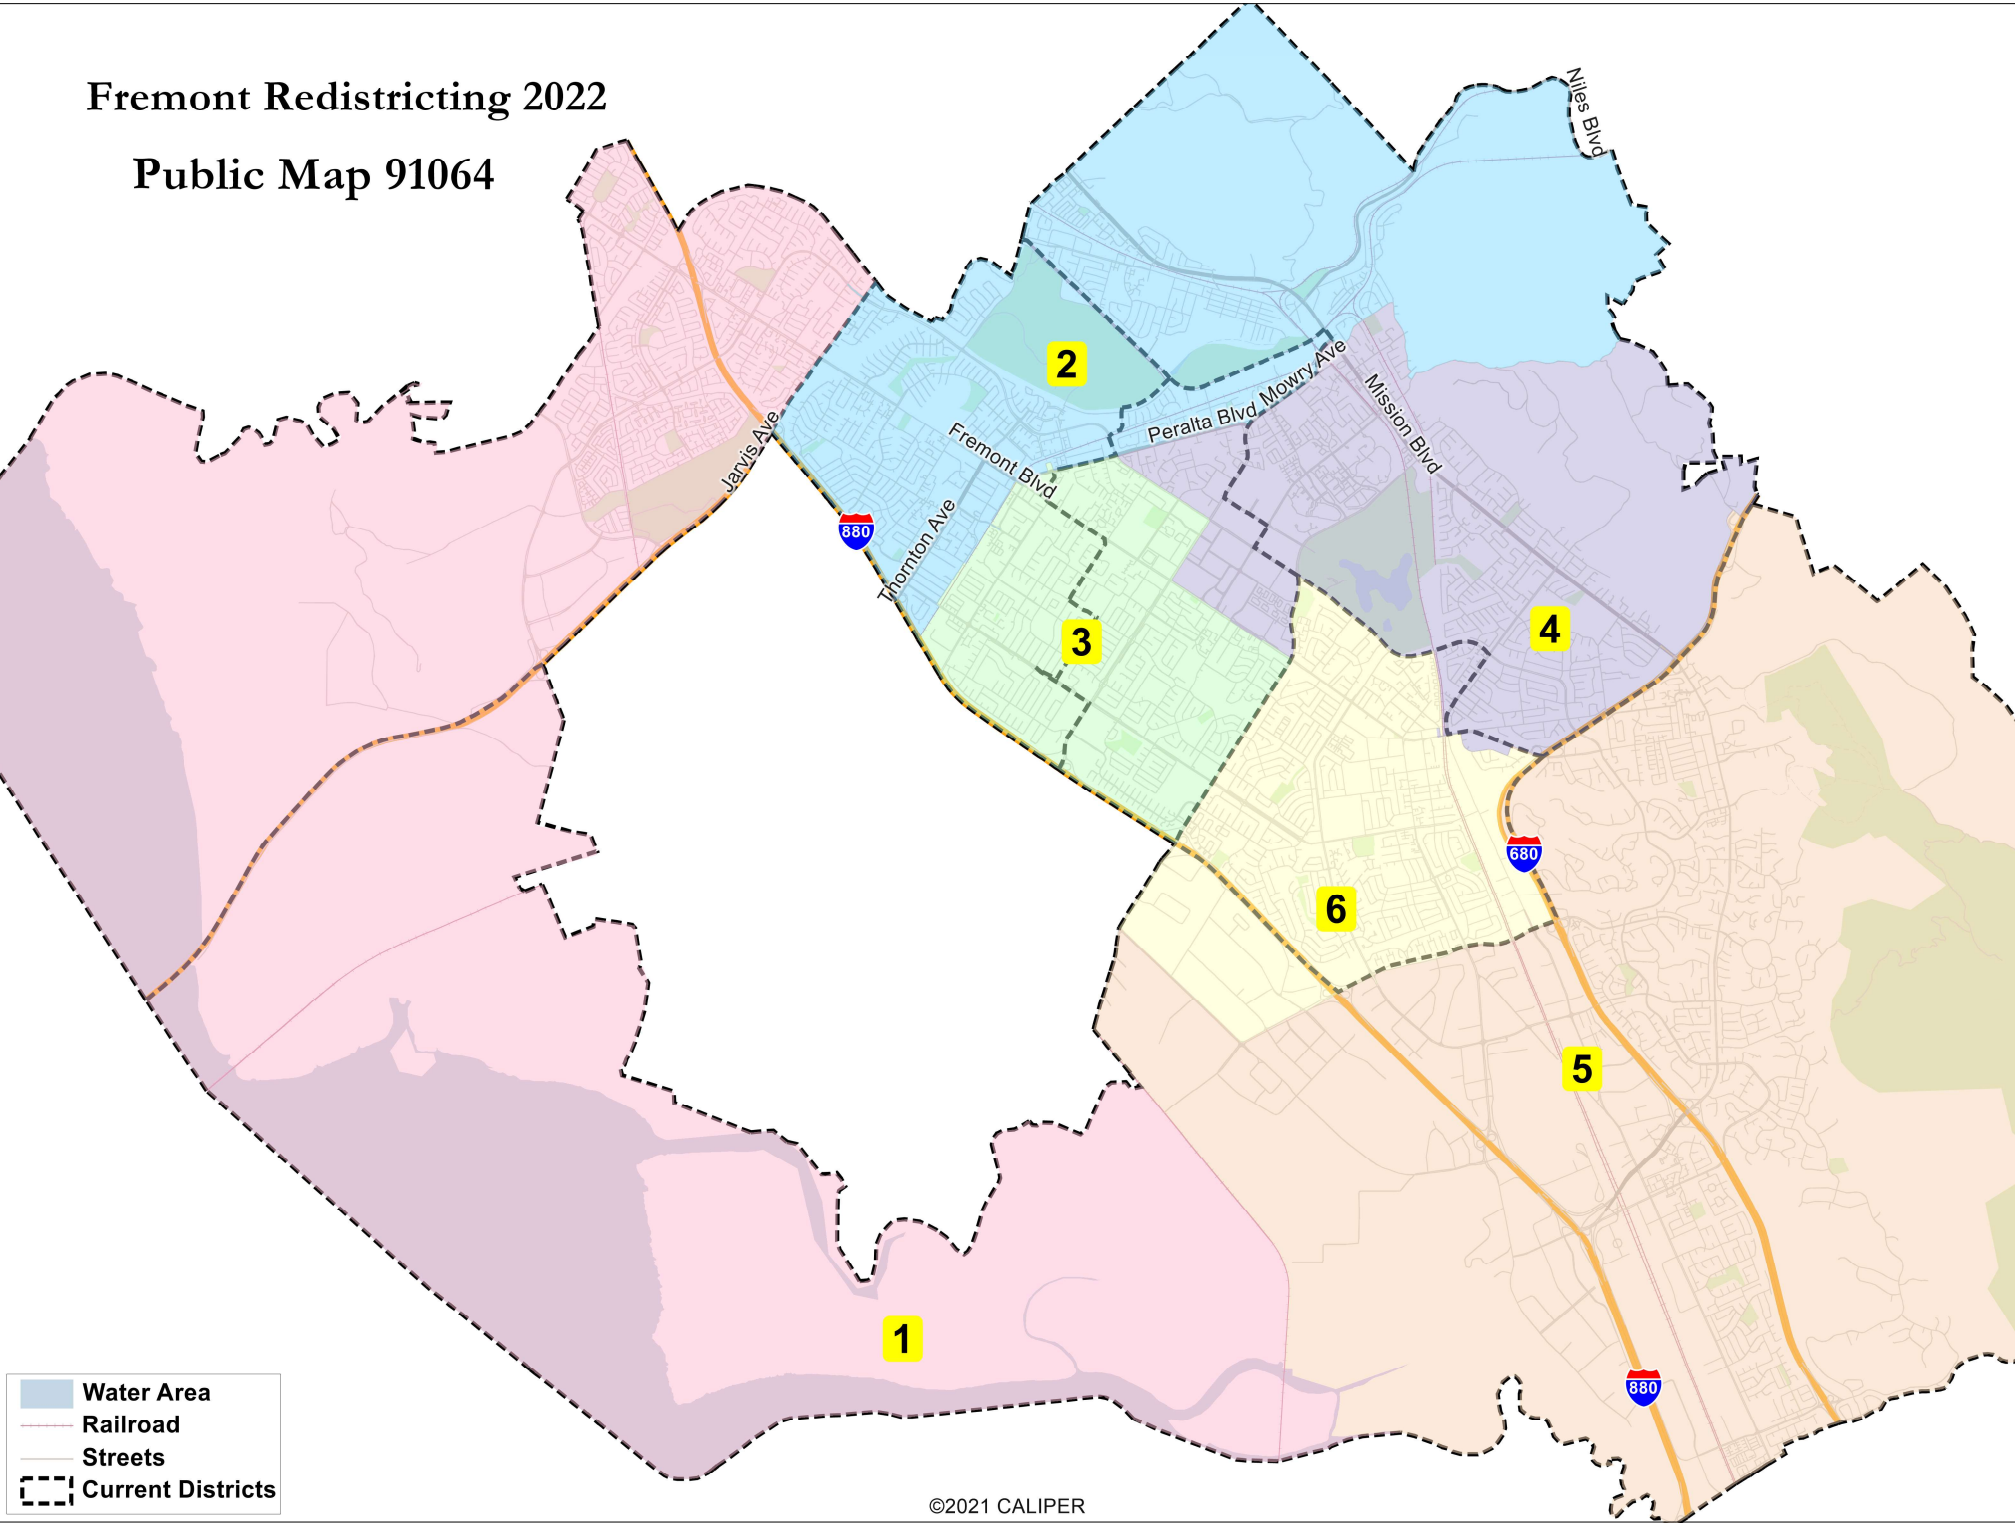 Fremont Redistricting 2022
Public Map 91064
Niles Blvd
2
Mowry Ave
Peralta Blvd
Mission Blvd
Jarvis Ave
Fremont Blvd
880
Thornton Ave
3
4
680
6
5
1
880
Water Area
Railroad
Streets
Current Districts
©2021 CALIPER